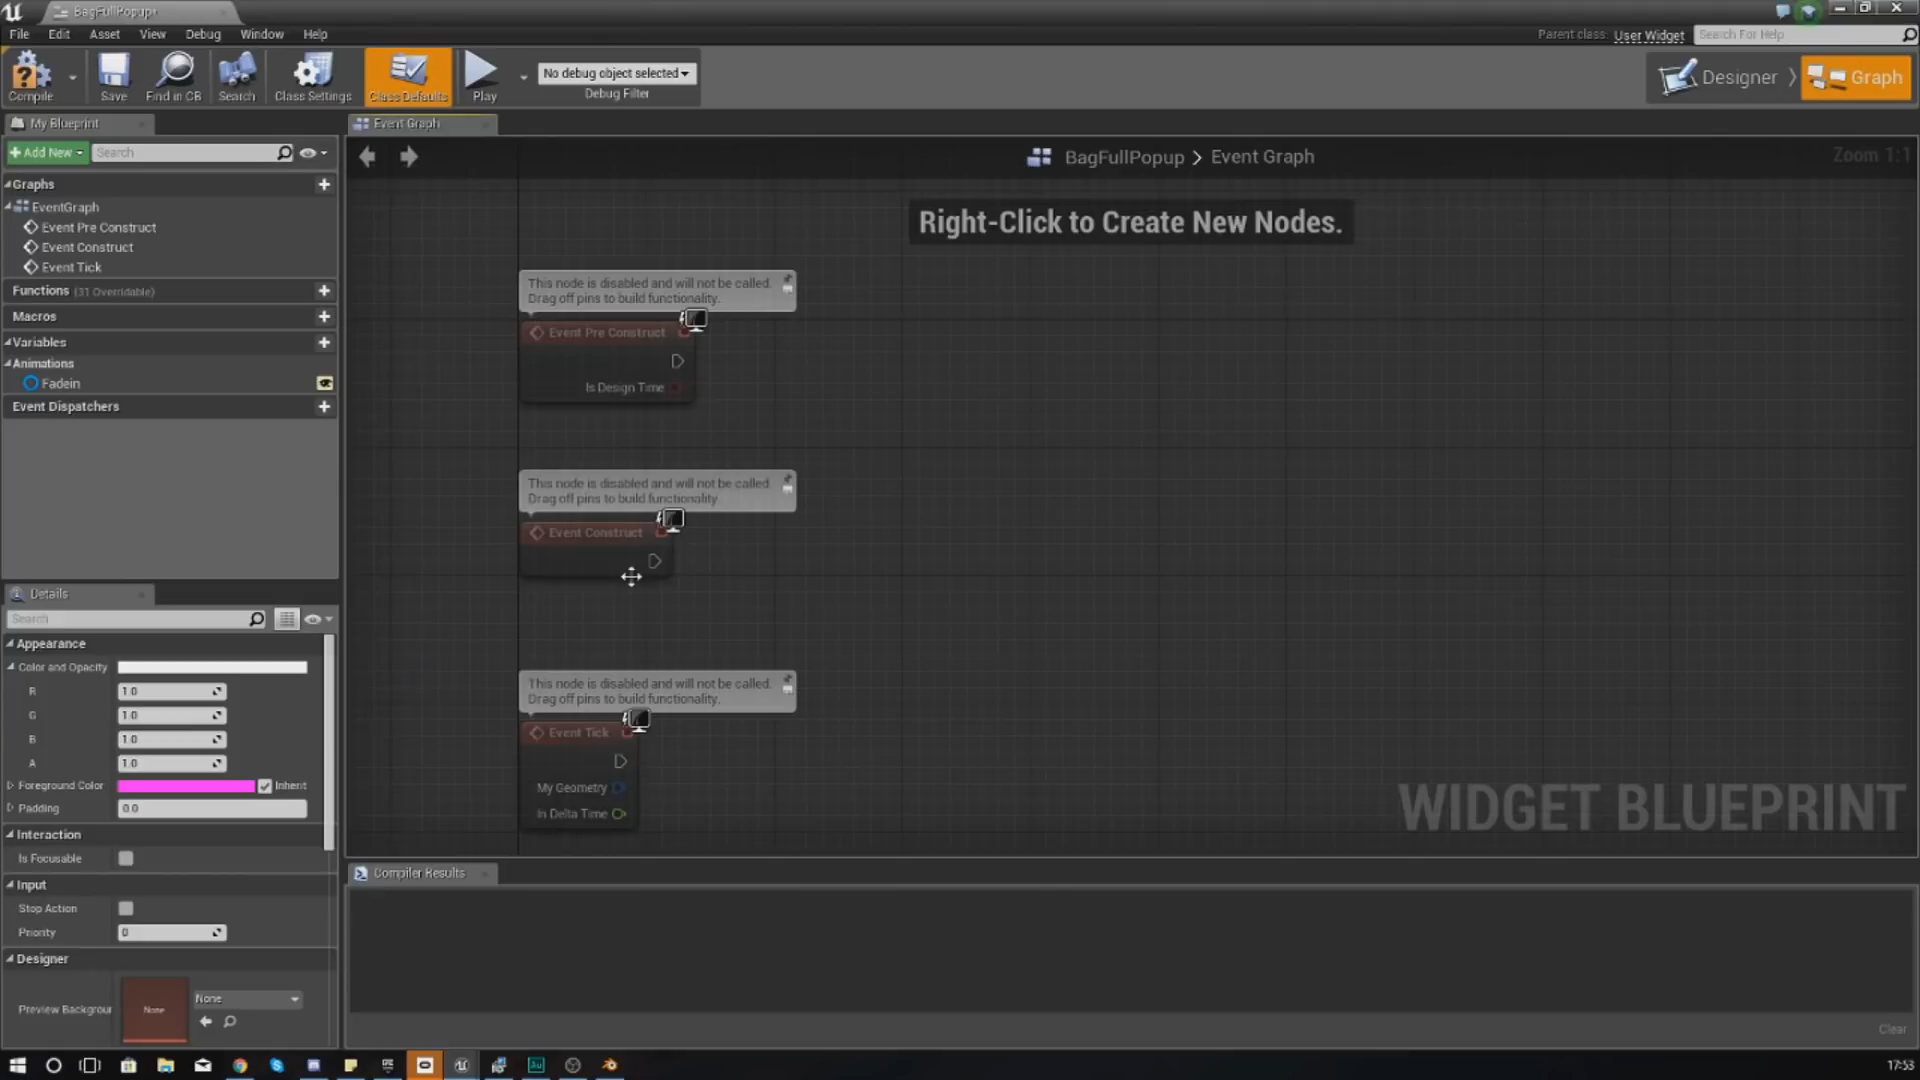 BagFullPopup*
File Edit Asset View Debug Window Help
Parent class: User Widget
Search For Help
Compile
Save
Find in CB
Search
Class Settings
Class Defaults
Play
No debug object selected
Debug Filter
Designer
Graph
My Blueprint
Event Graph
+ Add New
Search
BagFullPopup > Event Graph
Zoom 1:1
Graphs
EventGraph
Event Pre Construct
Event Construct
Event Tick
Functions (31 Overridable)
Macros
Variables
Animations
Fadein
Event Dispatchers
Right-Click to Create New Nodes.
This node is disabled and will not be called.
Drag off pins to build functionality.
Event Pre Construct
Is Design Time
This node is disabled and will not be called.
Drag off pins to build functionality.
Event Construct
This node is disabled and will not be called.
Drag off pins to build functionality.
Event Tick
My Geometry
In Delta Time
WIDGET BLUEPRINT
Details
Search
Appearance
Color and Opacity
R 1.0
G 1.0
B 1.0
A 1.0
Foreground Color
Inherit
Padding 0.0
Interaction
Is Focusable
Input
Stop Action
Priority 0
Designer
Preview Backgrour
None
None
Compiler Results
Clear
Au
17:53